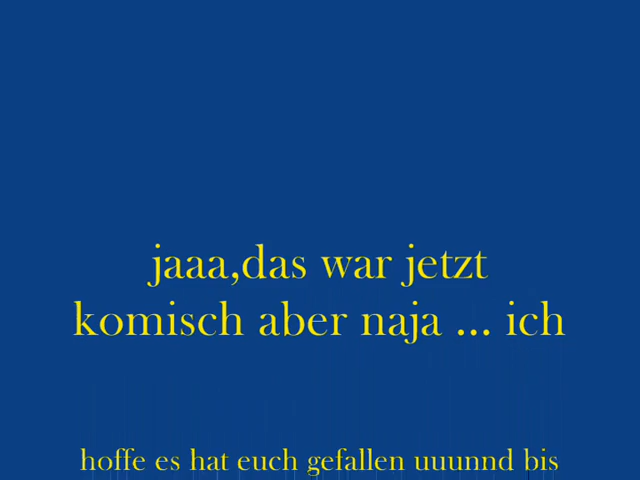 jaaa,das war jetzt
komisch aber naja ... ich
hoffe es hat euch gefallen uuunnd bis